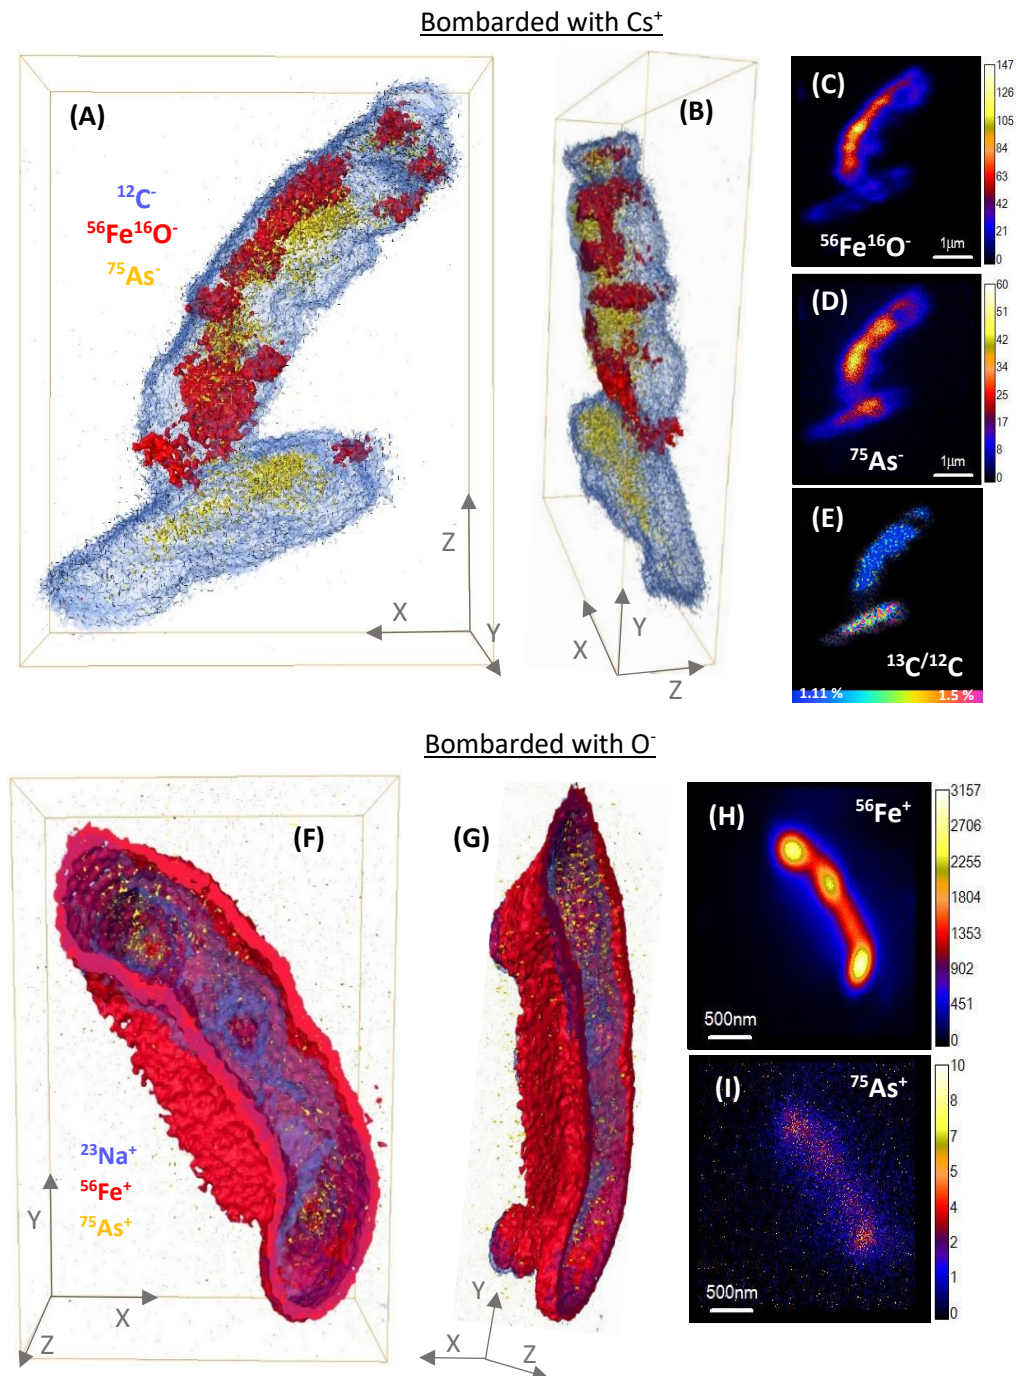 Bombarded with Cs⁺
(A)
¹²C⁻
⁵⁶Fe¹⁶O⁻
⁷⁵As⁻
Z
X
Y
(B)
X
Y
Z
(C)
⁵⁶Fe¹⁶O⁻
1µm
147
126
105
84
63
42
21
0
(D)
⁷⁵As⁻
1µm
60
51
42
34
26
17
8
0
(E)
¹³C/¹²C
1.11 %
1.5 %
Bombarded with O⁻
(F)
²³Na⁺
⁵⁶Fe⁺
⁷⁵As⁺
Y
X
Z
(G)
Y
X
Z
(H)
⁵⁶Fe⁺
500nm
3157
2706
2255
1804
1353
902
451
0
(I)
⁷⁵As⁺
500nm
10
8
7
5
4
2
1
0